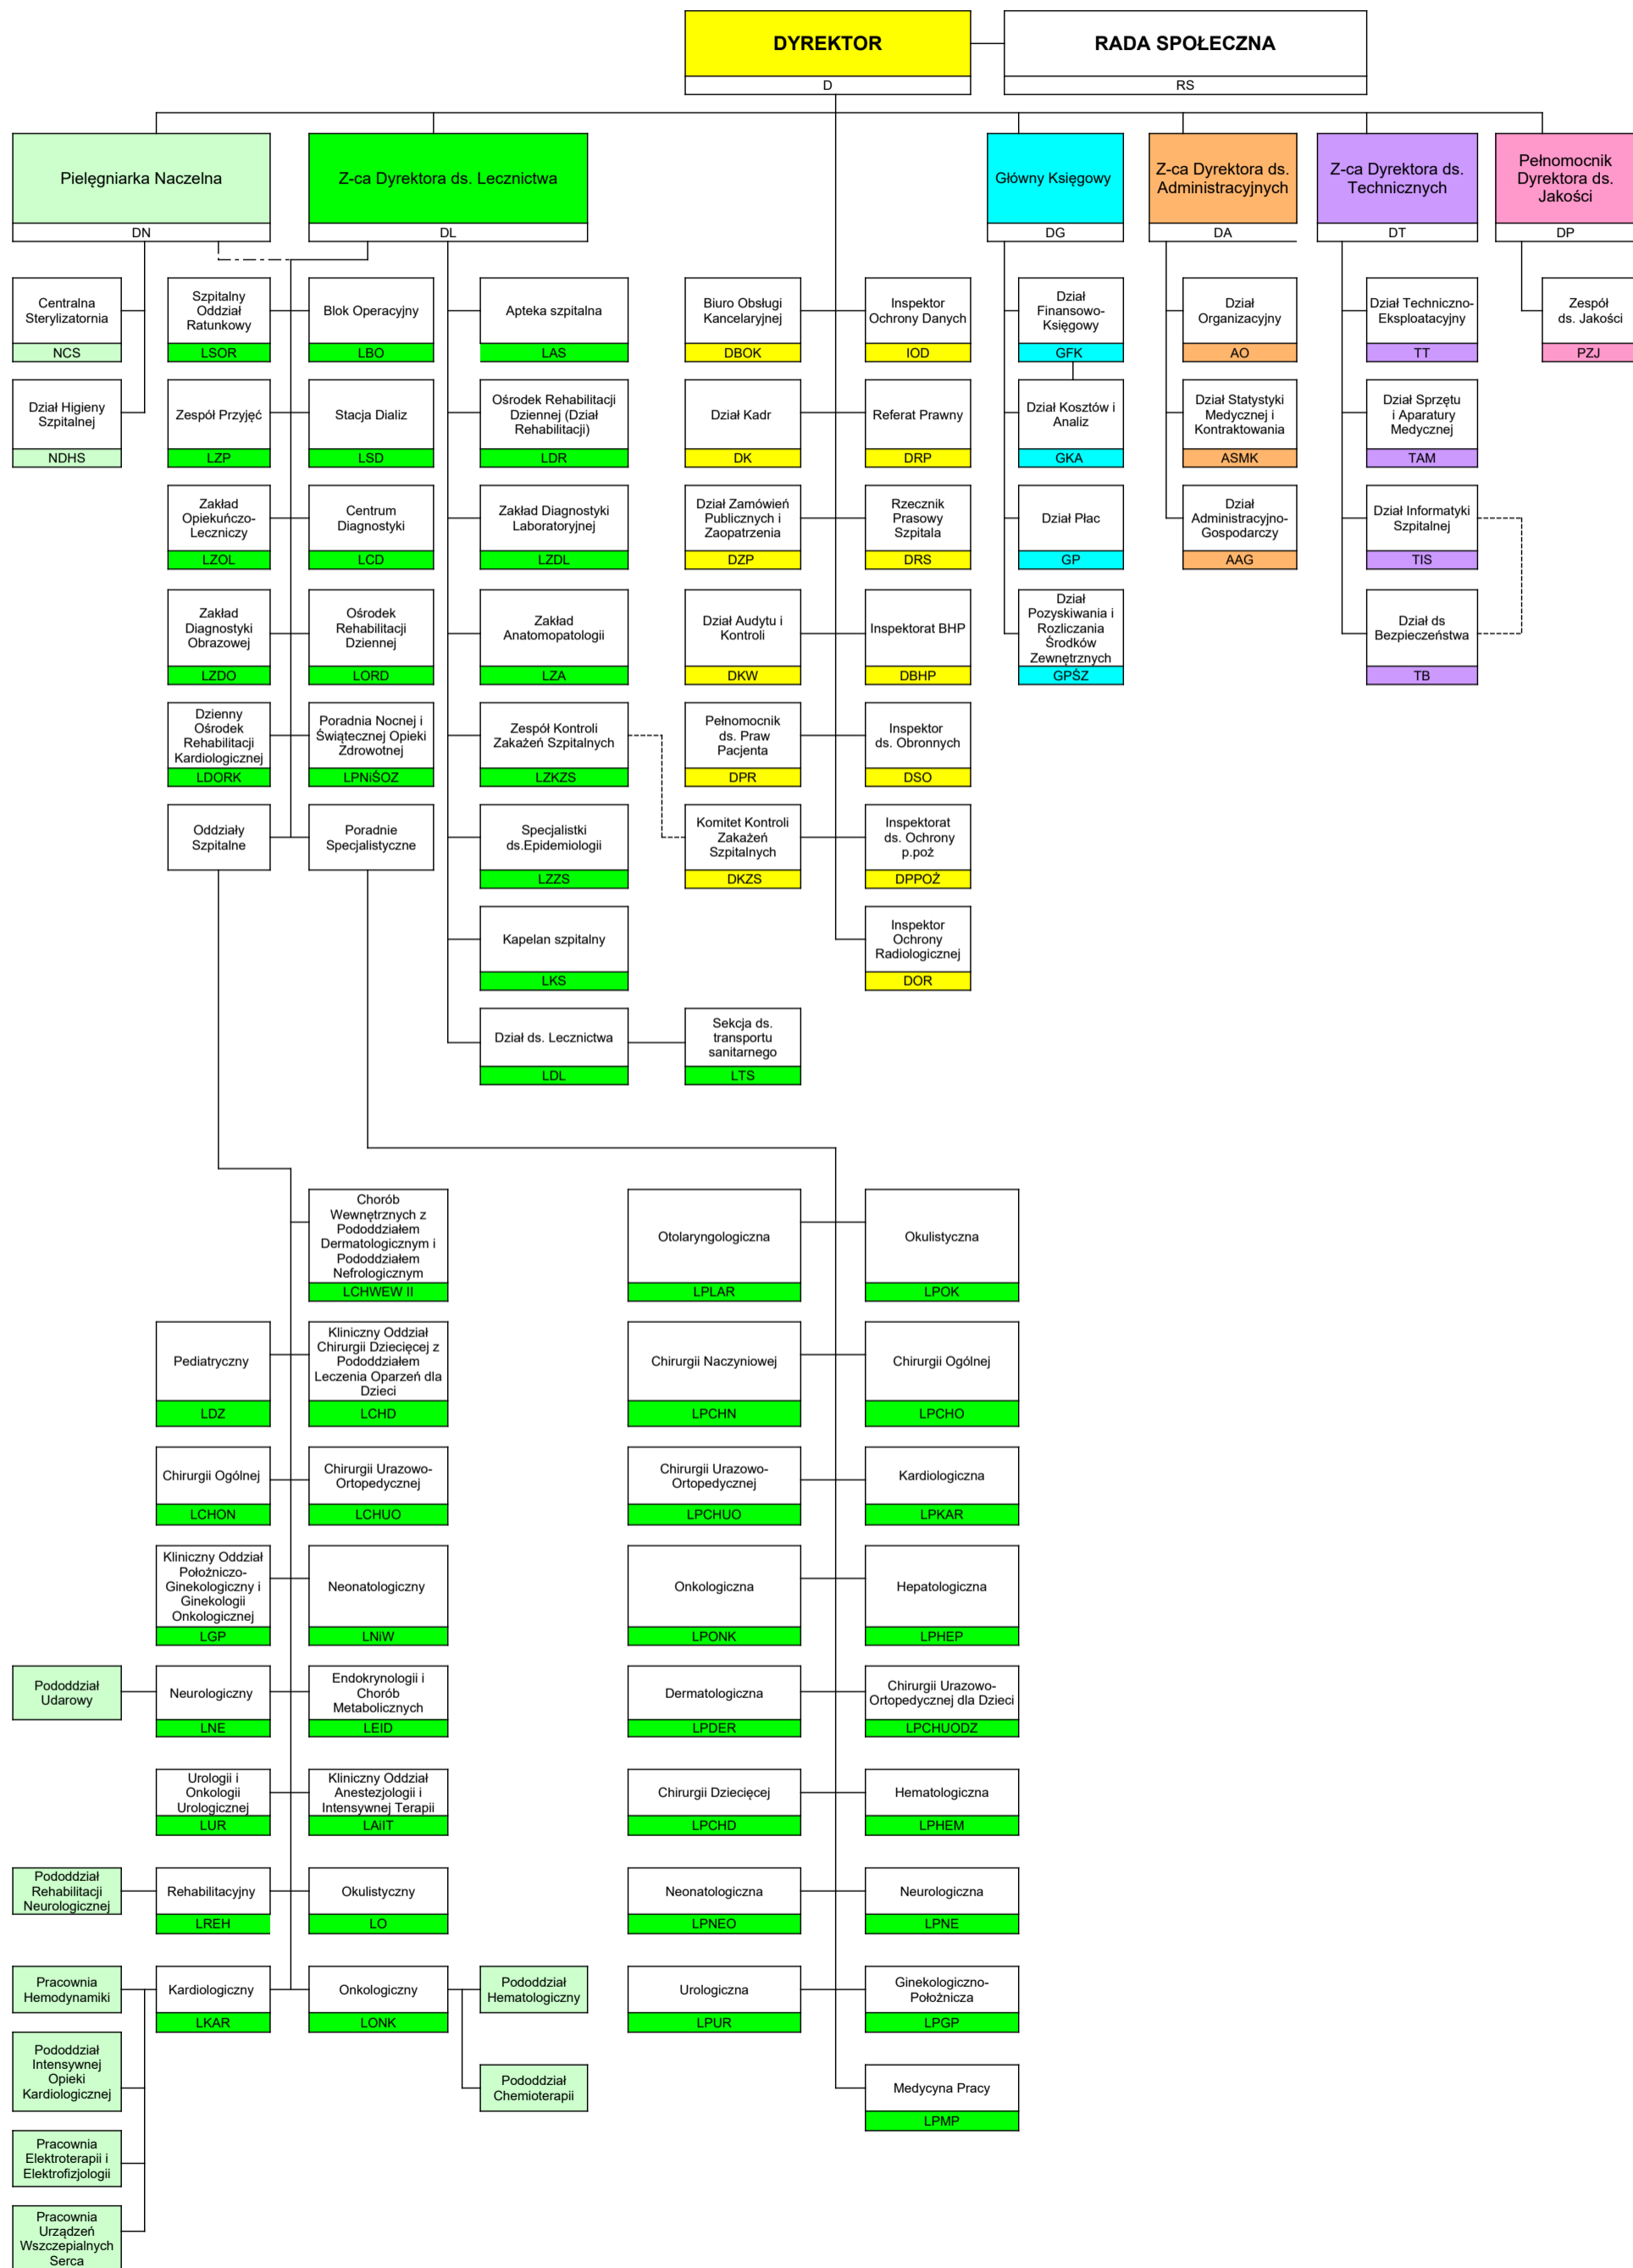 DYREKTOR
D
RADA SPOŁECZNA
RS
Pielęgniarka Naczelna
DN
Z-ca Dyrektora ds. Lecznictwa
DL
Główny Księgowy
DG
Z-ca Dyrektora ds.
Administracyjnych
DA
Z-ca Dyrektora ds.
Technicznych
DT
Pełnomocnik
Dyrektora ds.
Jakości
DP
Centralna
Sterylizatornia
NCS
Szpitalny
Oddział
Ratunkowy
LSOR
Blok Operacyjny
LBO
Apteka szpitalna
LAS
Biuro Obsługi
Kancelaryjnej
DBOK
Inspektor
Ochrony Danych
IOD
Dział
Finansowo-
Księgowy
GFK
Dział
Organizacyjny
AO
Dział Techniczno-
Eksploatacyjny
TT
Zespół
ds. Jakości
PZJ
Dział Higieny
Szpitalnej
NDHS
Zespół Przyjęć
LZP
Stacja Dializ
LSD
Ośrodek Rehabilitacji
Dziennej (Dział
Rehabilitacji)
LDR
Dział Kadr
DK
Referat Prawny
DRP
Dział Kosztów i
Analiz
GKA
Dział Statystyki
Medycznej i
Kontraktowania
ASMK
Dział Sprzętu
i Aparatury
Medycznej
TAM
Zakład
Opiekuńczo-
Leczniczy
LZOL
Centrum
Diagnostyki
LCD
Zakład Diagnostyki
Laboratoryjnej
LZDL
Dział Zamówień
Publicznych i
Zaopatrzenia
DZP
Rzecznik
Prasowy
Szpitala
DRS
Dział Płac
GP
Dział
Administracyjno-
Gospodarczy
AAG
Dział Informatyki
Szpitalnej
TIS
Zakład
Diagnostyki
Obrazowej
LZDO
Ośrodek
Rehabilitacji
Dziennej
LORD
Zakład
Anatomopatologii
LZA
Dział Audytu i
Kontroli
DKW
Inspektorat BHP
DBHP
Dział
Pozyskiwania i
Rozliczania
Środków
Zewnętrznych
GPŚZ
Dział ds
Bezpieczeństwa
TB
Dzienny
Ośrodek
Rehabilitacji
Kardiologicznej
LDORK
Poradnia Nocnej i
Świątecznej Opieki
Zdrowotnej
LPNiŚOZ
Zespół Kontroli
Zakażeń Szpitalnych
LZKZS
Pełnomocnik
ds. Praw
Pacjenta
DPR
Inspektor
ds. Obronnych
DSO
Oddziały
Szpitalne
Poradnie
Specjalistyczne
Specjalistki
ds.Epidemiologii
LZZS
Komitet Kontroli
Zakażeń
Szpitalnych
DKZS
Inspektorat
ds. Ochrony
p.poż
DPPOŻ
Kapelan szpitalny
LKS
Inspektor
Ochrony
Radiologicznej
DOR
Dział ds. Lecznictwa
LDL
Sekcja ds.
transportu
sanitarnego
LTS
Chorób
Wewnętrznych z
Pododdziałem
Dermatologicznym i
Pododdziałem
Nefrologicznym
LCHWEW II
Otolaryngologiczna
LPLAR
Okulistyczna
LPOK
Pediatryczny
LDZ
Kliniczny Oddział
Chirurgii Dziecięcej z
Pododdziałem
Leczenia Oparzeń dla
Dzieci
LCHD
Chirurgii Naczyniowej
LPCHN
Chirurgii Ogólnej
LPCHO
Chirurgii Ogólnej
LCHON
Chirurgii Urazowo-
Ortopedycznej
LCHUO
Chirurgii Urazowo-
Ortopedycznej
LPCHUO
Kardiologiczna
LPKAR
Kliniczny Oddział
Położniczo-
Ginekologiczny i
Ginekologii
Onkologicznej
LGP
Neonatologiczny
LNiW
Onkologiczna
LPONK
Hepatologiczna
LPHEP
Pododdział
Udarowy
Neurologiczny
LNE
Endokrynologii i
Chorób
Metabolicznych
LEID
Dermatologiczna
LPDER
Chirurgii Urazowo-
Ortopedycznej dla Dzieci
LPCHUODZ
Urologii i
Onkologii
Urologicznej
LUR
Kliniczny Oddział
Anestezjologii i
Intensywnej Terapii
LAiIT
Chirurgii Dziecięcej
LPCHD
Hematologiczna
LPHEM
Pododdział
Rehabilitacji
Neurologicznej
Rehabilitacyjny
LREH
Okulistyczny
LO
Neonatologiczna
LPNEO
Neurologiczna
LPNE
Pracownia
Hemodynamiki
Kardiologiczny
LKAR
Onkologiczny
LONK
Pododdział
Hematologiczny
Urologiczna
LPUR
Ginekologiczno-
Położnicza
LPGP
Pododdział
Intensywnej
Opieki
Kardiologicznej
Pododdział
Chemioterapii
Medycyna Pracy
LPMP
Pracownia
Elektroterapii i
Elektrofizjologii
Pracownia
Urządzeń
Wszczepialnych
Serca